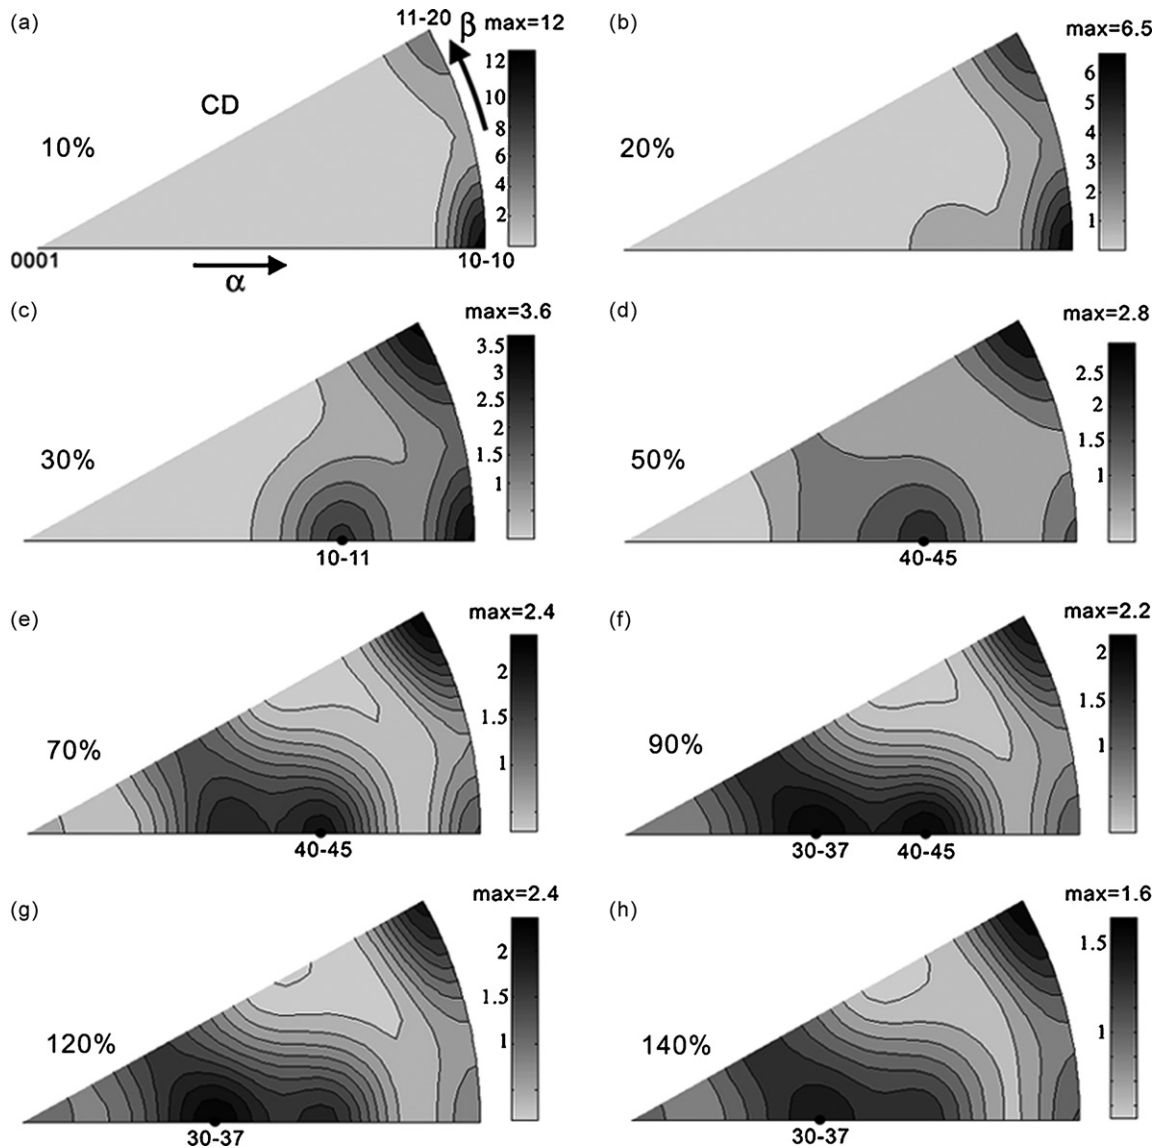 (a)
11-20
β
max=12
12
10
8
6
4
2
CD
10%
0001
α
10-10
(b)
max=6.5
6
5
4
3
2
1
20%
(c)
max=3.6
3.5
3
2.5
2
1.5
1
30%
10-11
(d)
max=2.8
2.5
2
1.5
1
50%
40-45
(e)
max=2.4
2
1.5
1
70%
40-45
(f)
max=2.2
2
1.5
1
90%
30-37 40-45
(g)
max=2.4
2
1.5
1
120%
30-37
(h)
max=1.6
1.5
1
140%
30-37